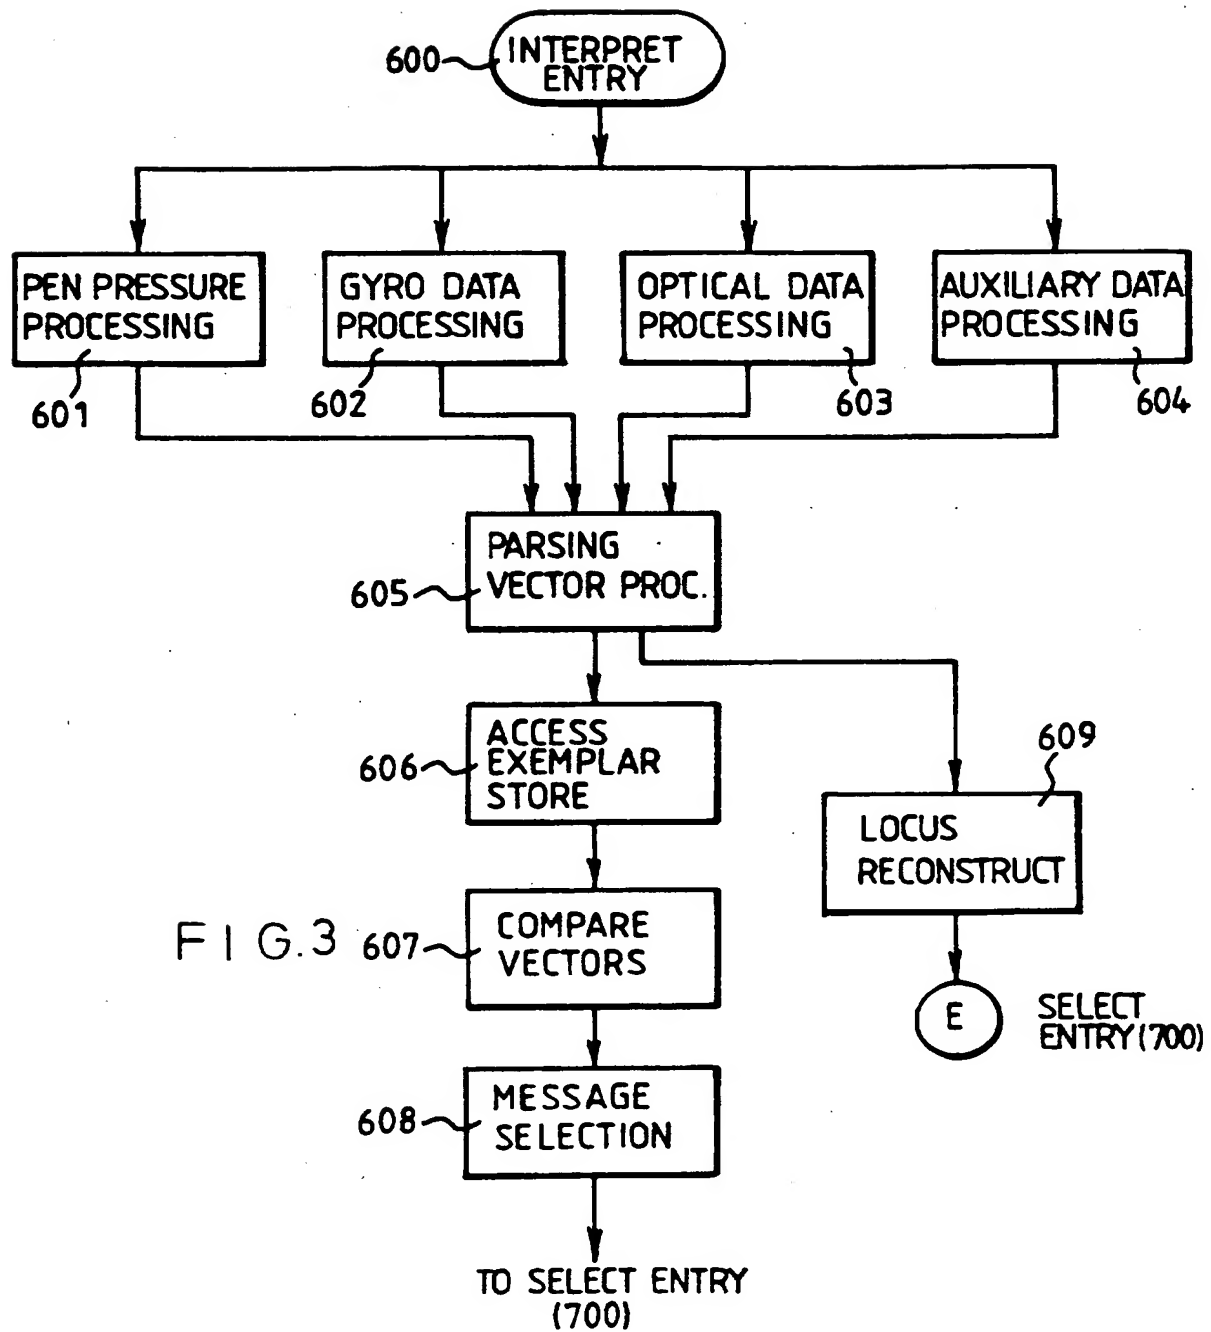 600
INTERPRET
ENTRY
PEN PRESSURE
PROCESSING
601
GYRO DATA
PROCESSING
602
OPTICAL DATA
PROCESSING
603
AUXILIARY DATA
PROCESSING
604
PARSING
VECTOR PROC.
605
ACCESS
EXEMPLAR
STORE
606
609
LOCUS
RECONSTRUCT
FIG.3
607
COMPARE
VECTORS
E
SELECT
ENTRY(700)
608
MESSAGE
SELECTION
TO SELECT ENTRY
(700)